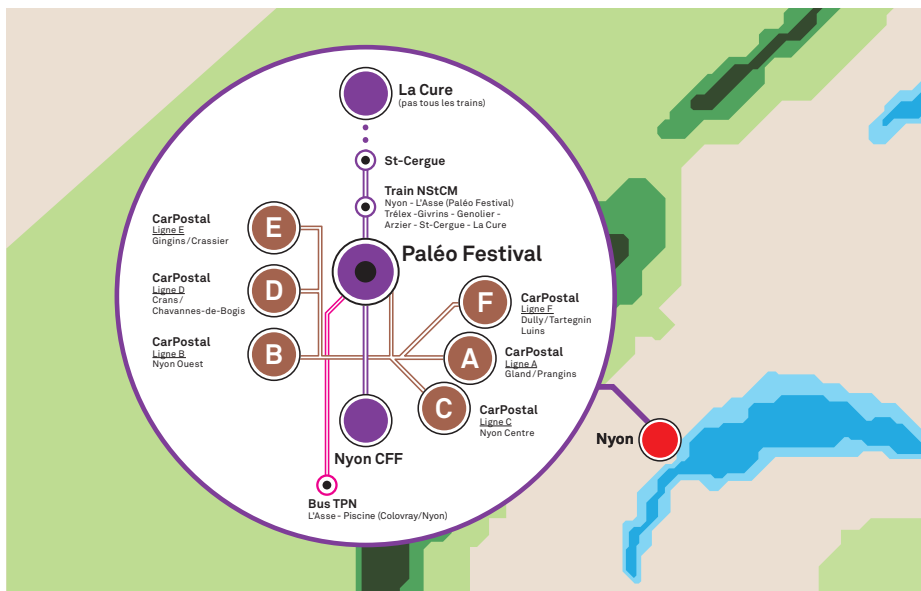 La Cure
(pas tous les trains)
St-Cergue
Train NStCM
Nyon - L'Asse (Paléo Festival)
Trélex -Givrins - Genolier -
Arzier - St-Cergue - La Cure
Paléo Festival
E
CarPostal
Ligne E
Gingins/Crassier
D
CarPostal
Ligne D
Crans/
Chavannes-de-Bogis
B
CarPostal
Ligne B
Nyon Ouest
F
CarPostal
Ligne F
Dully/Tartegnin
Luins
A
CarPostal
Ligne A
Gland/Prangins
C
CarPostal
Ligne C
Nyon Centre
Nyon CFF
Bus TPN
L'Asse - Piscine (Colovray/Nyon)
Nyon